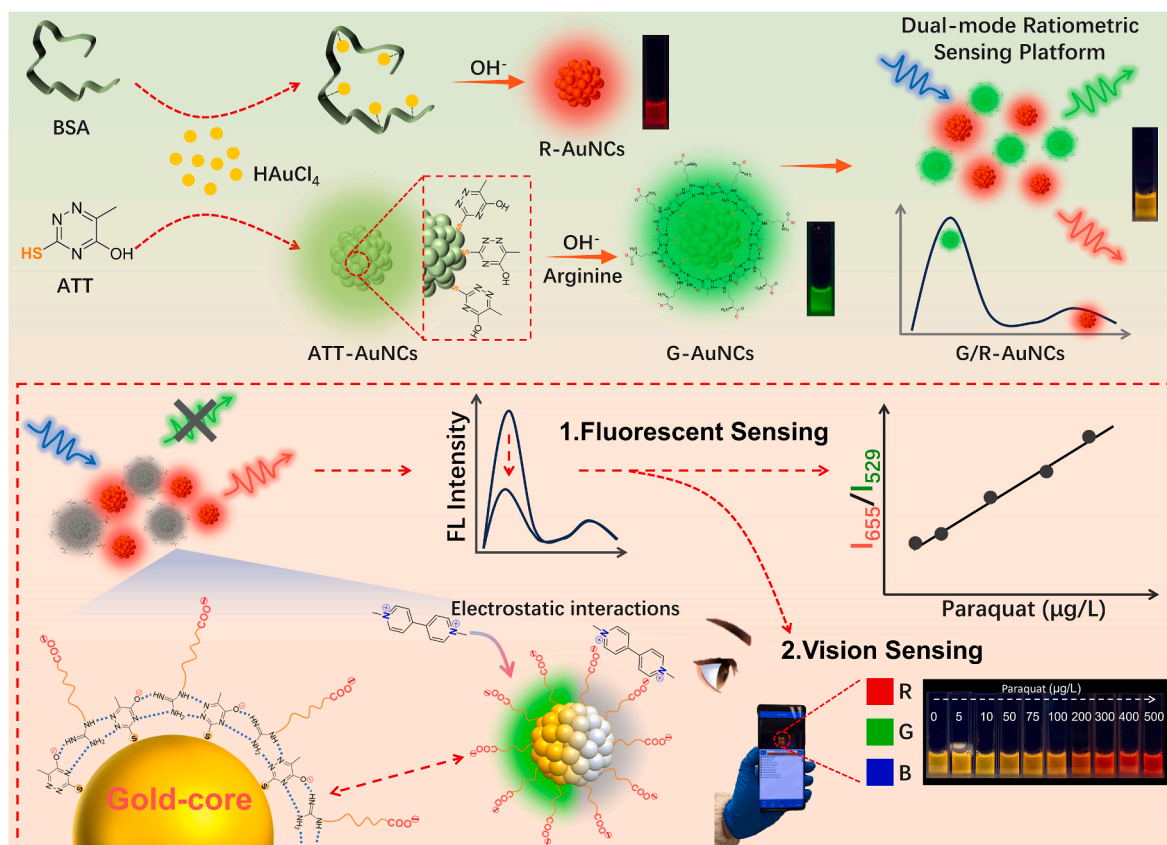 Dual-mode Ratiometric
Sensing Platform
BSA
OH-
R-AuNCs
HAuCl4
HS
N
N
N
OH
ATT
ATT-AuNCs
OH-
Arginine
G-AuNCs
G/R-AuNCs
FL Intensity
1.Fluorescent Sensing
I655/I529
Paraquat (μg/L)
Electrostatic interactions
2.Vision Sensing
R
G
B
Paraquat (μg/L)
0 5 10 50 75 100 200 300 400 500
Gold-core